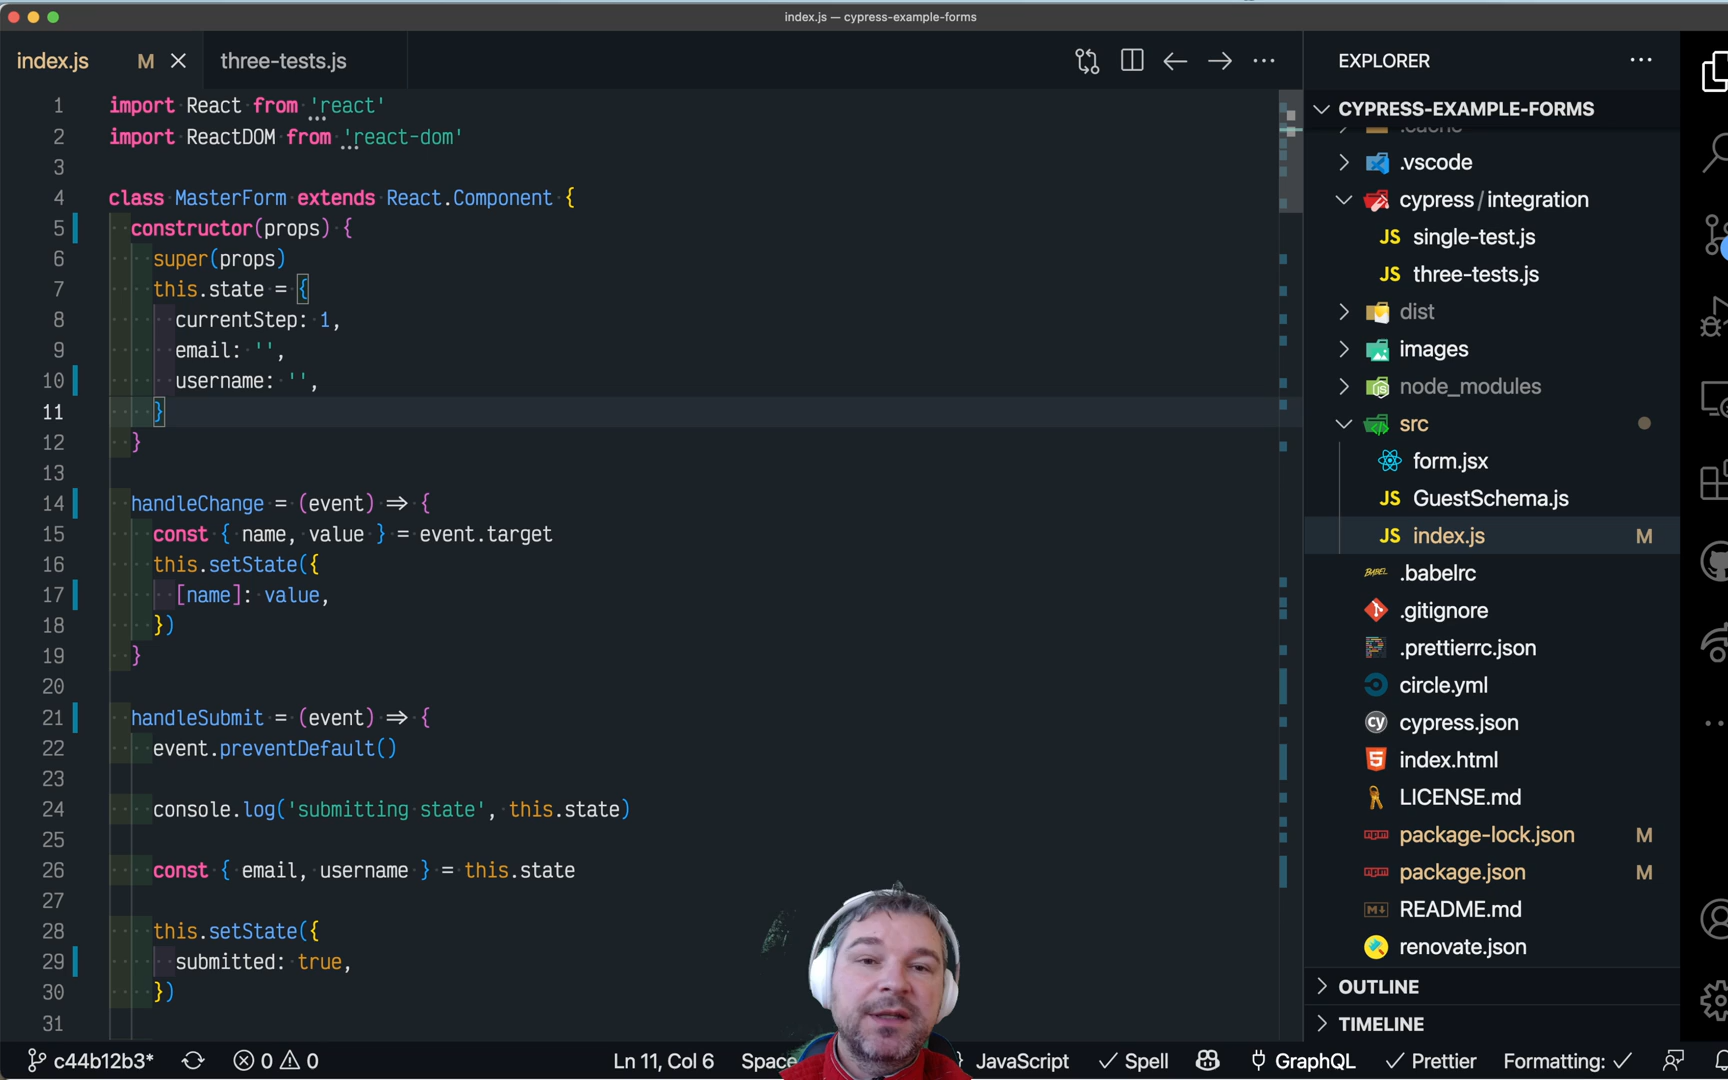 index.js — cypress-example-forms
index.js M
three-tests.js
1 import React from 'react'
2 import ReactDOM from 'react-dom'
3
4 class MasterForm extends React.Component {
5 constructor(props) {
6 super(props)
7 this.state = {
8 currentStep: 1,
9 email: '',
10 username: '',
11 }
12 }
13
14 handleChange = (event) => {
15 const { name, value } = event.target
16 this.setState({
17 [name]: value,
18 })
19 }
20
21 handleSubmit = (event) => {
22 event.preventDefault()
23
24 console.log('submitting state', this.state)
25
26 const { email, username } = this.state
27
28 this.setState({
29 submitted: true,
30 })
31
EXPLORER
CYPRESS-EXAMPLE-FORMS
.cache
.vscode
cypress/integration
JS single-test.js
JS three-tests.js
dist
images
node_modules
src
form.jsx
JS GuestSchema.js
JS index.js M
BABEL .babelrc
.gitignore
.prettierrc.json
circle.yml
cy cypress.json
5 index.html
LICENSE.md
npm package-lock.json M
npm package.json M
M README.md
renovate.json
OUTLINE
TIMELINE
c44b12b3* 0 0 Ln 11, Col 6 Space } JavaScript Spell GraphQL Prettier Formatting: